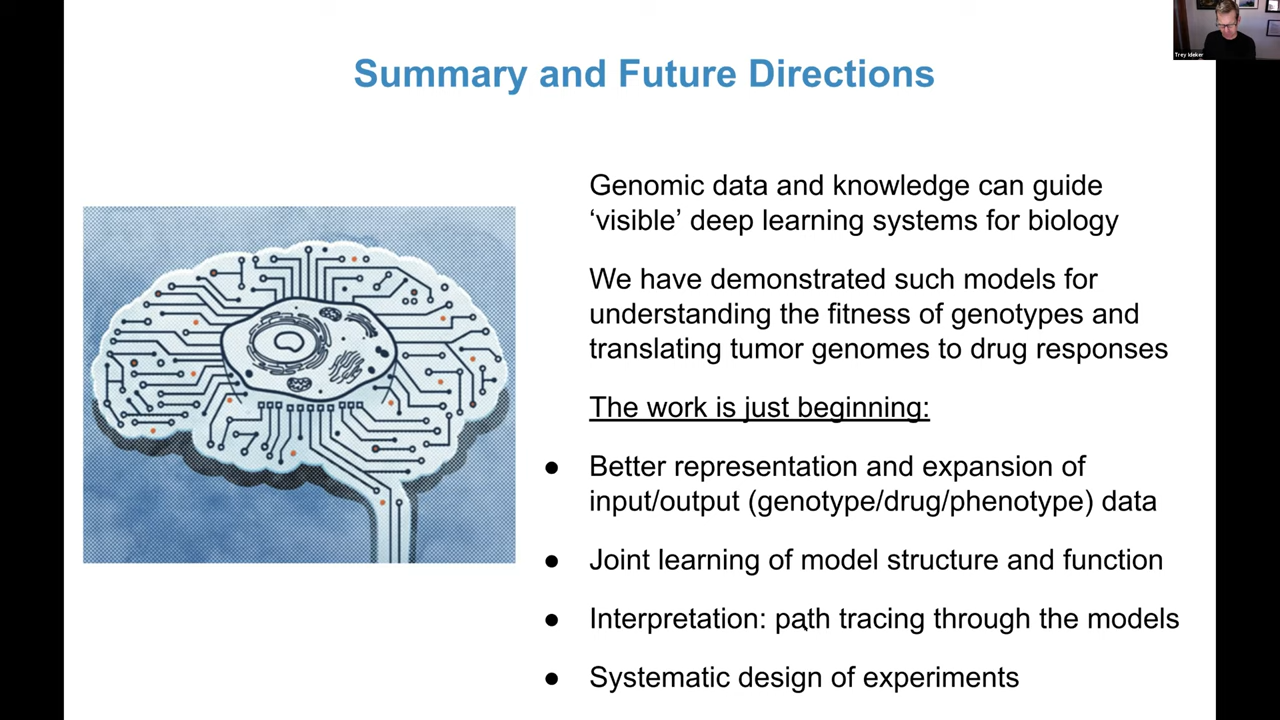 Trey Ideker
Summary and Future Directions
Genomic data and knowledge can guide
‘visible’ deep learning systems for biology
We have demonstrated such models for
understanding the fitness of genotypes and
translating tumor genomes to drug responses
The work is just beginning:
● Better representation and expansion of
input/output (genotype/drug/phenotype) data
● Joint learning of model structure and function
● Interpretation: path tracing through the models
● Systematic design of experiments